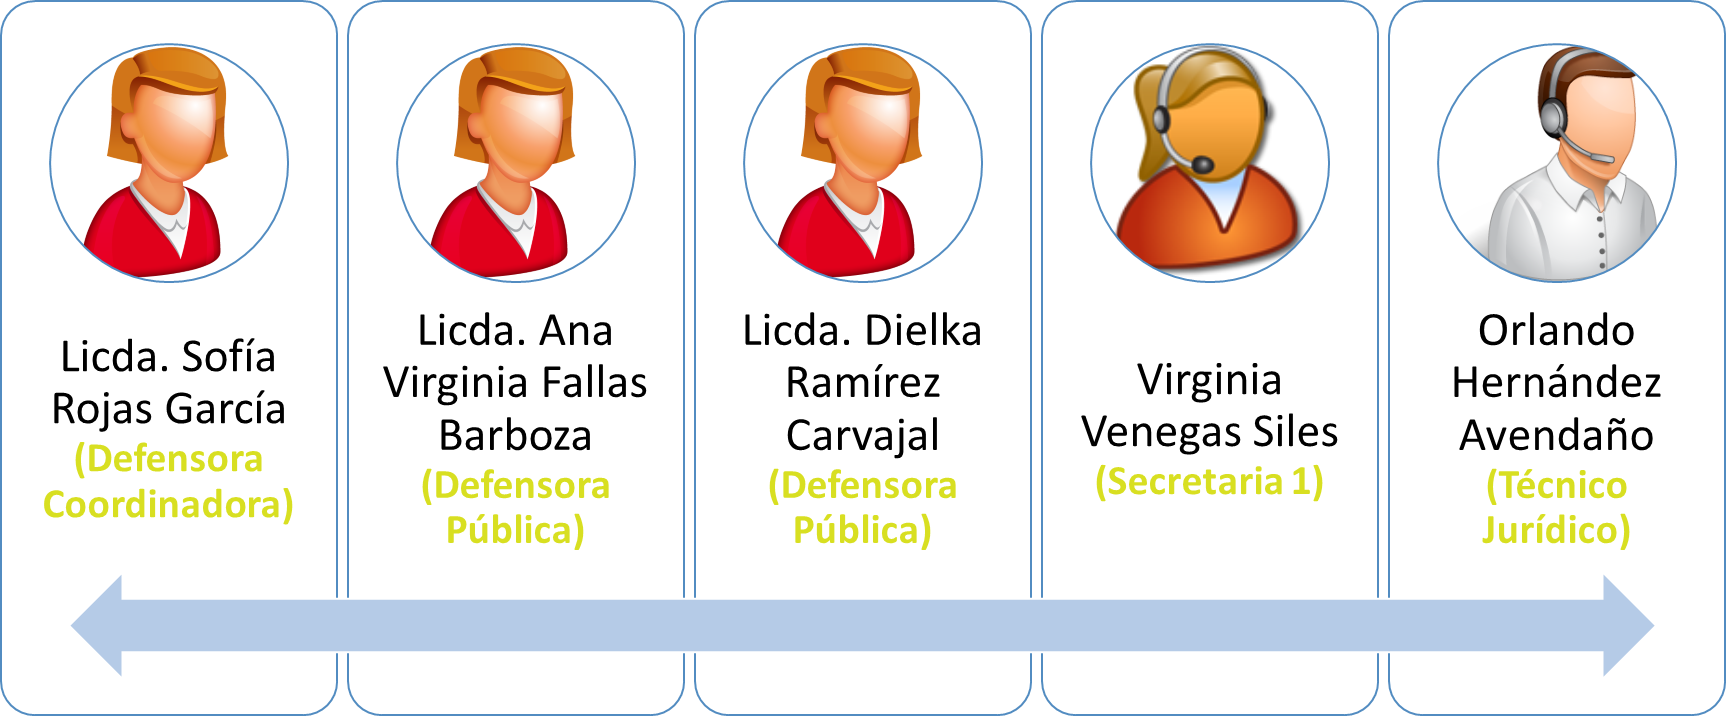 Licda. Sofía
Rojas García
(Defensora
Coordinadora)
Licda. Ana
Virginia Fallas
Barboza
(Defensora
Pública)
Licda. Dielka
Ramírez
Carvajal
(Defensora
Pública)
Virginia
Venegas Siles
(Secretaria 1)
Orlando
Hernández
Avendaño
(Técnico
Jurídico)